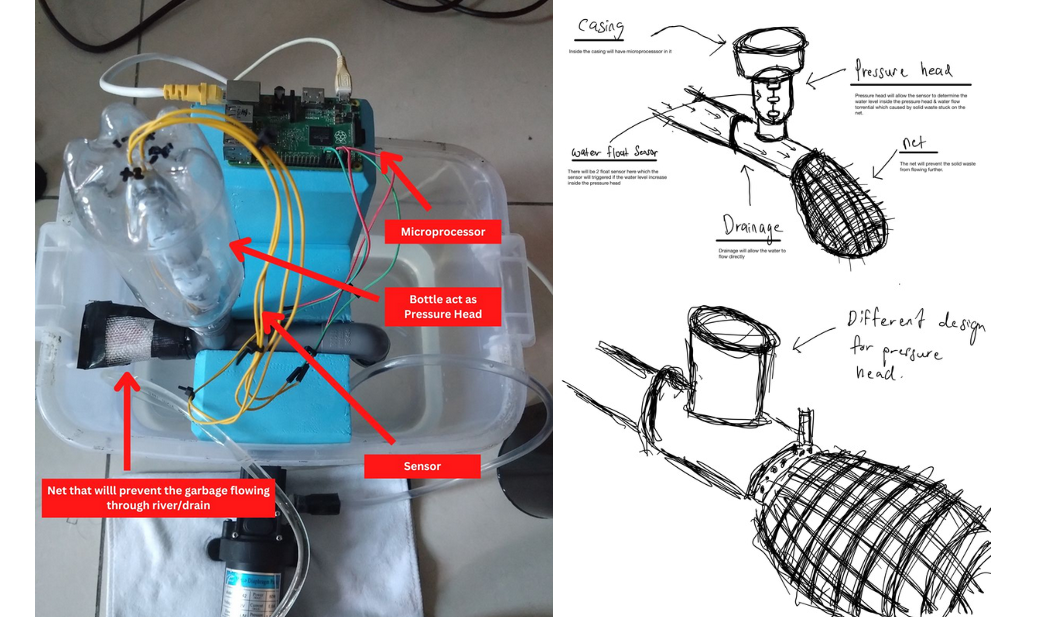 Microprocessor
Bottle act as
Pressure Head
Sensor
Net that willl prevent the garbage flowing
through river/drain
Casing
Inside the casing will have microprocesssor in it
Pressure head
Pressure head will allow the sensor to determine the
water level inside the pressure head & water flow
torrental which caused by solid waste stuck on the
net.
net
The net will prevent the solid waste
from flowing further.
water float Sensor
There will be 2 float sensor here which the
sensor will triggered if the water level increase
inside the pressure head
Drainage
Drainage will allow the water to
flow directly
Different design
for pressure
head.